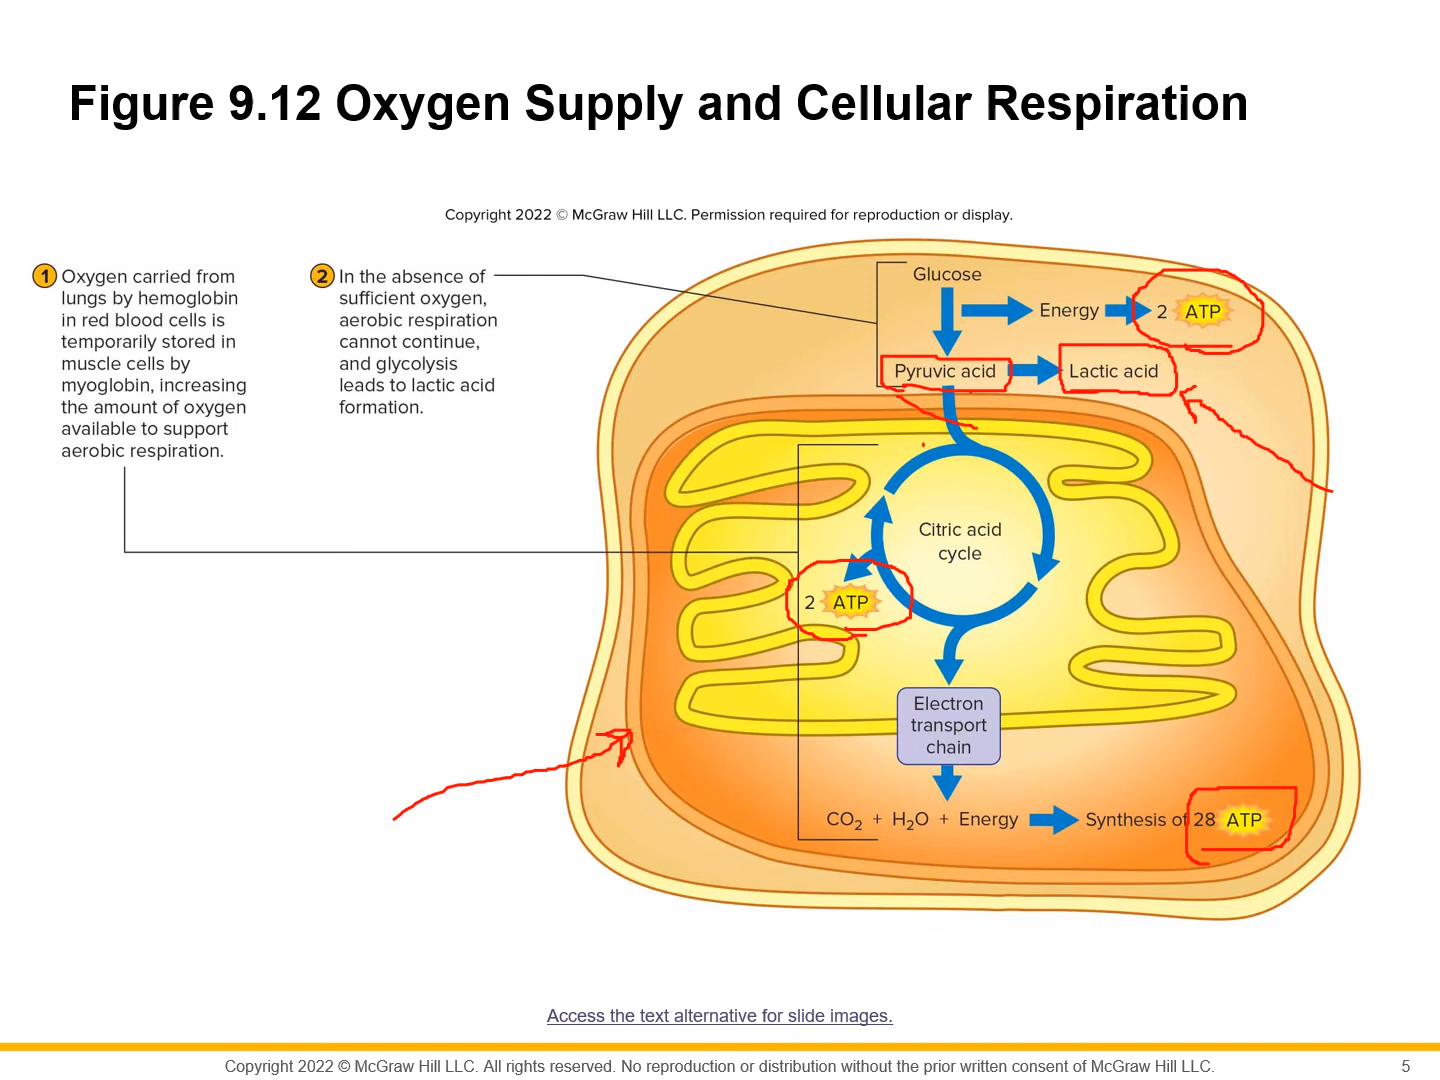 Figure 9.12 Oxygen Supply and Cellular Respiration
Copyright 2022 © McGraw Hill LLC. Permission required for reproduction or display.
1 Oxygen carried from
lungs by hemoglobin
in red blood cells is
temporarily stored in
muscle cells by
myoglobin, increasing
the amount of oxygen
available to support
aerobic respiration.
2 In the absence of
sufficient oxygen,
aerobic respiration
cannot continue,
and glycolysis
leads to lactic acid
formation.
Glucose
Energy 2 ATP
Pyruvic acid Lactic acid
Citric acid
cycle
2 ATP
Electron
transport
chain
CO₂ + H₂O + Energy Synthesis of 28 ATP
Access the text alternative for slide images.
Copyright 2022 © McGraw Hill LLC. All rights reserved. No reproduction or distribution without the prior written consent of McGraw Hill LLC. 5